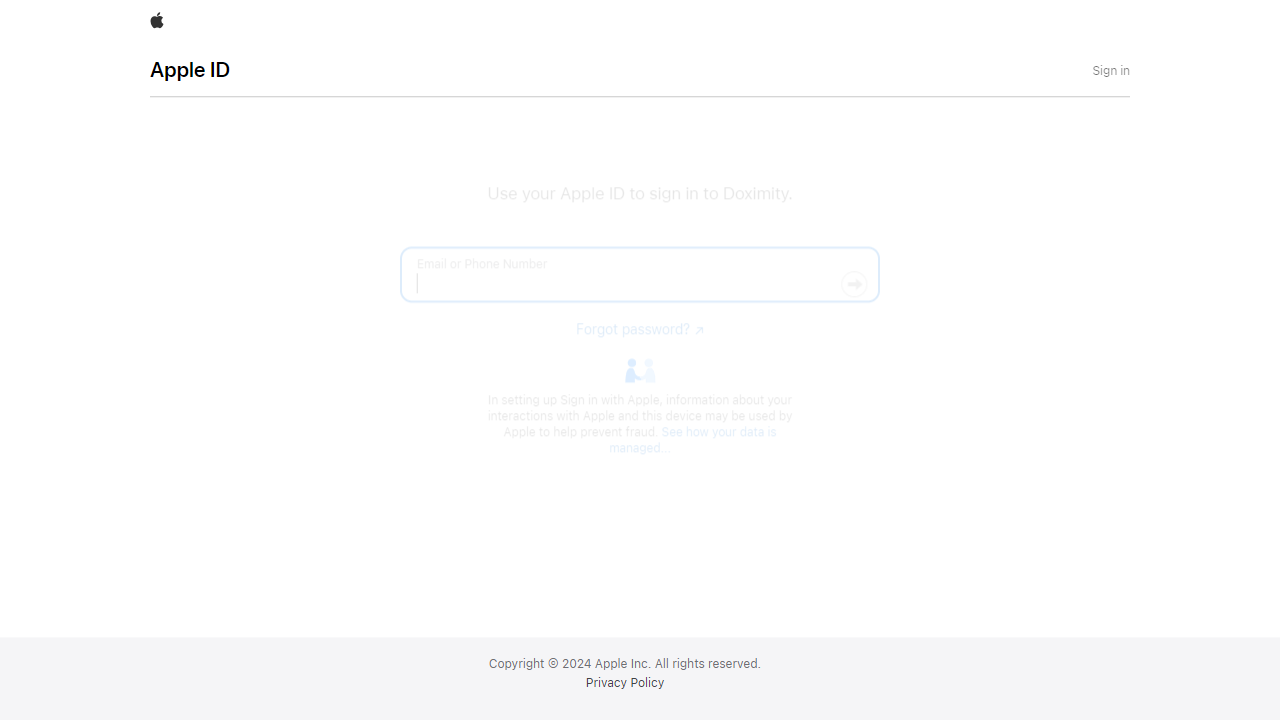 Apple ID
Sign in
Use your Apple ID to sign in to Doximity.
Email or Phone Number
Forgot password? ↗
In setting up Sign in with Apple, information about your
interactions with Apple and this device may be used by
Apple to help prevent fraud. See how your data is
managed...
Copyright © 2024 Apple Inc. All rights reserved.
Privacy Policy